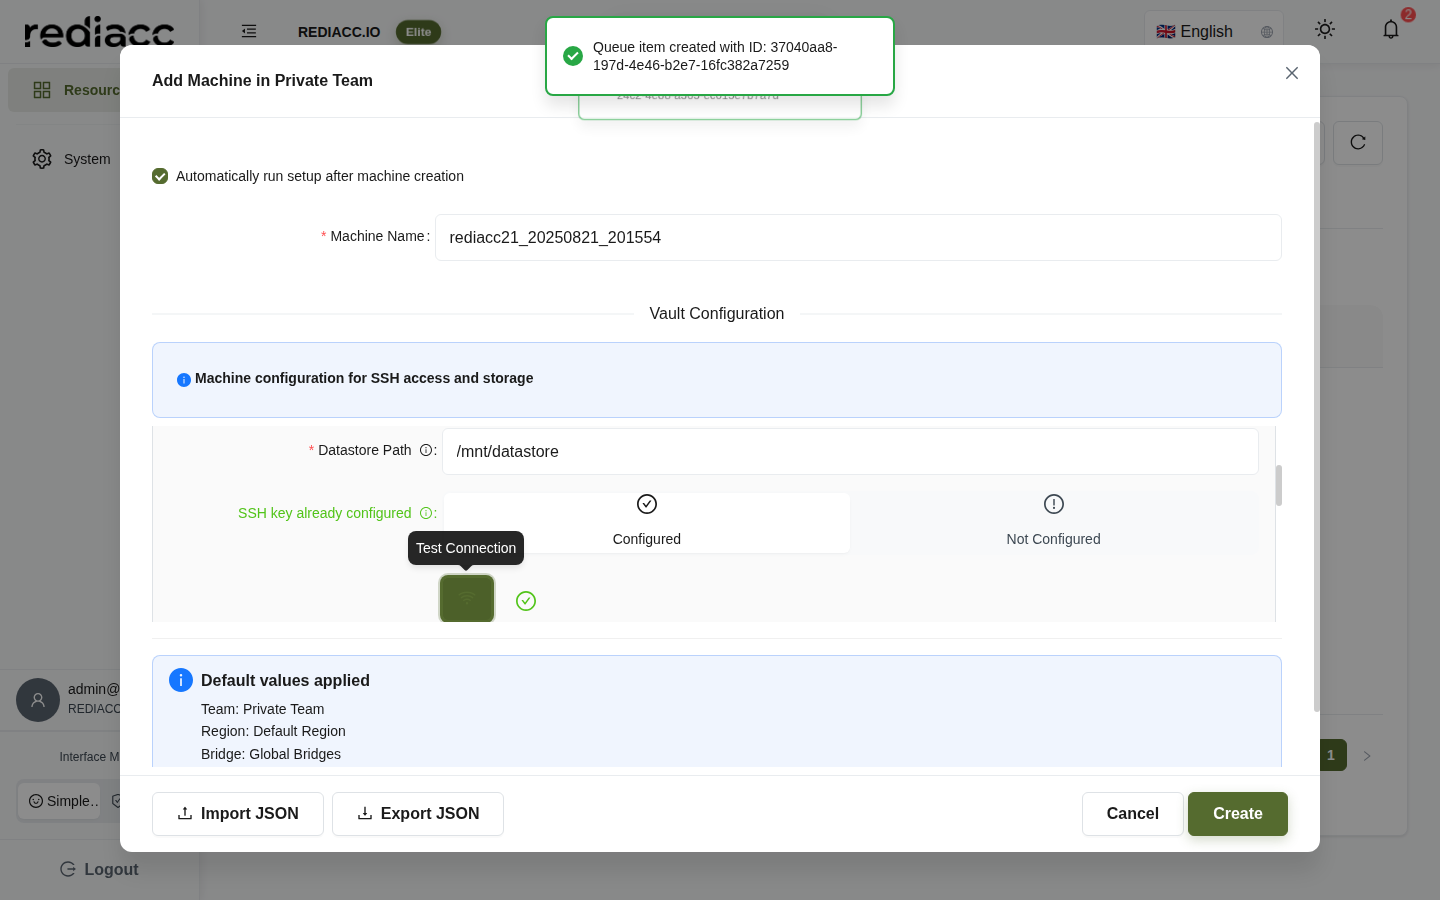 rediacc
REDIACC.IO
Elite
English
2
Queue item created with ID: 37040aa8-
197d-4e46-b2e7-16fc382a7259
Add Machine in Private Team
Resourc
System
Automatically run setup after machine creation
* Machine Name:
rediacc21_20250821_201554
Vault Configuration
Machine configuration for SSH access and storage
* Datastore Path :
/mnt/datastore
SSH key already configured :
Configured
Not Configured
Test Connection
Default values applied
Team: Private Team
Region: Default Region
Bridge: Global Bridges
admin@
REDIACC
Interface M
Simple..
1
Import JSON
Export JSON
Cancel
Create
Logout